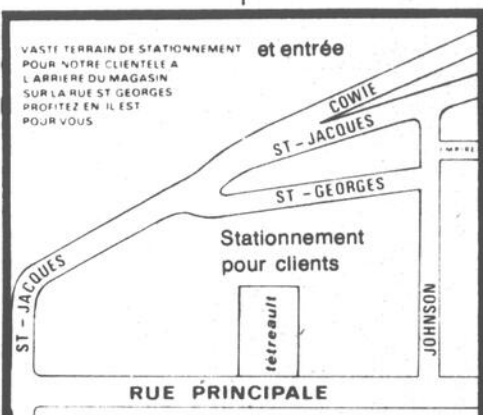 VASTE TERRAIN DE STATIONNEMENT et entrée
POUR NOTRE CLIENTELE A
L ARRIERE DU MAGASIN
SUR LA RUE ST GEORGES
PROFITEZ EN IL EST
POUR VOUS
COWIE
ST-JACQUES
EMPIRE
ST-GEORGES
Stationnement
pour clients
ST-JACQUES
tétreault
JOHNSON
RUE PRINCIPALE